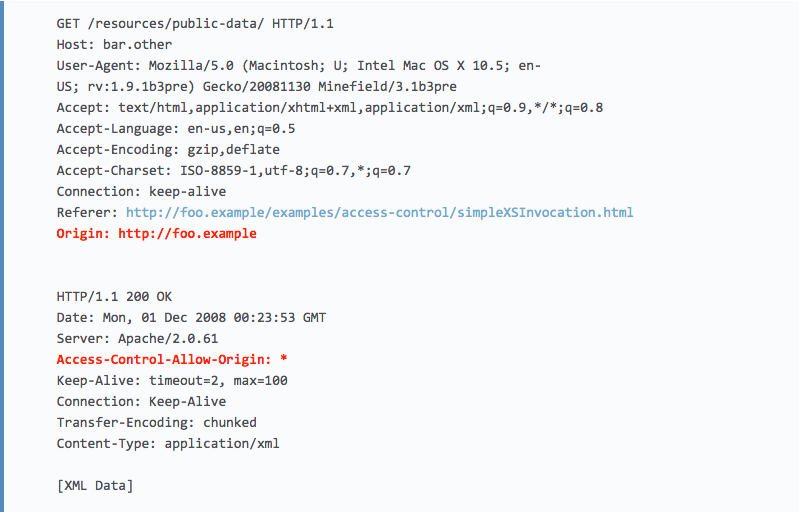 GET /resources/public-data/ HTTP/1.1
Host: bar.other
User-Agent: Mozilla/5.0 (Macintosh; U; Intel Mac OS X 10.5; en-
US; rv:1.9.1b3pre) Gecko/20081130 Minefield/3.1b3pre
Accept: text/html,application/xhtml+xml,application/xml;q=0.9,*/*;q=0.8
Accept-Language: en-us,en;q=0.5
Accept-Encoding: gzip,deflate
Accept-Charset: ISO-8859-1,utf-8;q=0.7,*;q=0.7
Connection: keep-alive
Referer: http://foo.example/examples/access-control/simpleXSInvocation.html
Origin: http://foo.example
HTTP/1.1 200 OK
Date: Mon, 01 Dec 2008 00:23:53 GMT
Server: Apache/2.0.61
Access-Control-Allow-Origin: *
Keep-Alive: timeout=2, max=100
Connection: Keep-Alive
Transfer-Encoding: chunked
Content-Type: application/xml
[XML Data]